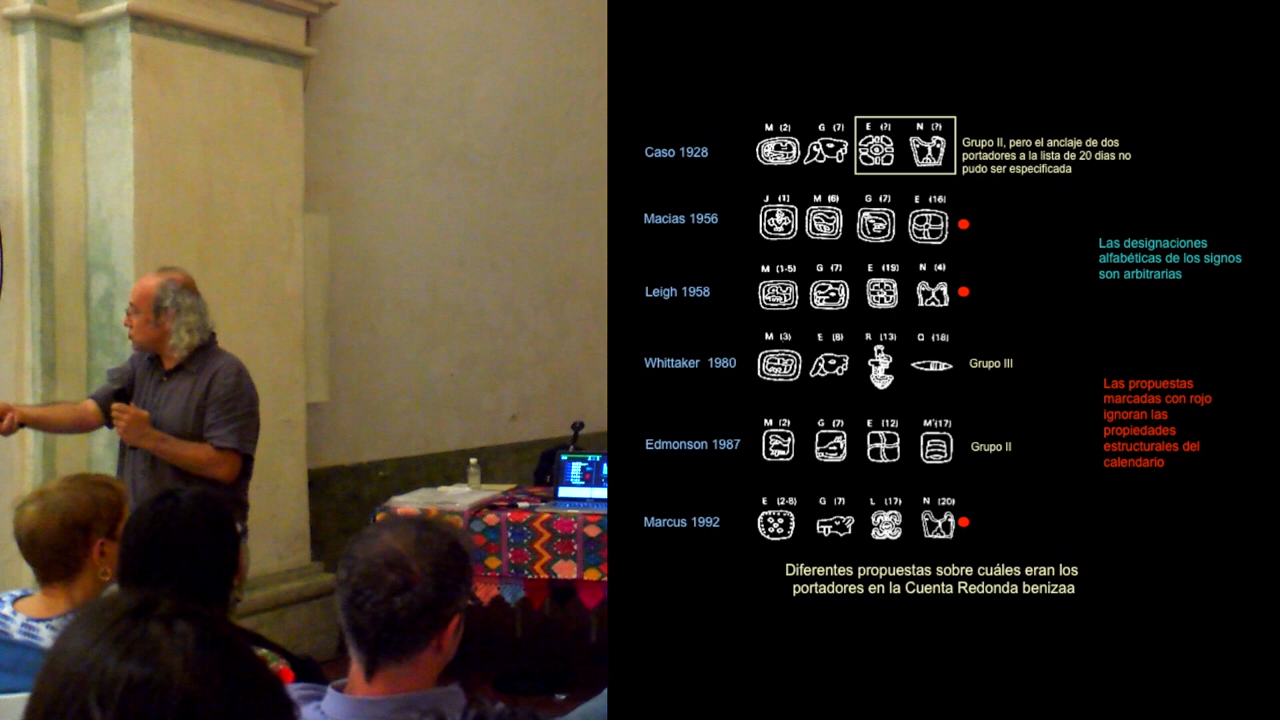 M (2) G (7) E (?) N (?)
Caso 1928
Grupo II, pero el anclaje de dos
portadores a la lista de 20 dias no
pudo ser especificada
J (1) M (6) G (7) E (16)
Macias 1956
Las designaciones
alfabéticas de los signos
son arbitrarias
M (1-5) G (7) E (19) N (4)
Leigh 1958
M (3) E (8) R (13) Q (18)
Whittaker 1980
Grupo III
Las propuestas
marcadas con rojo
ignoran las
propiedades
estructurales del
calendario
M (2) G (7) E (12) M'(17)
Edmonson 1987
Grupo II
E (2-8) G (7) L (17) N (20)
Marcus 1992
Diferentes propuestas sobre cuáles eran los
portadores en la Cuenta Redonda benizaa